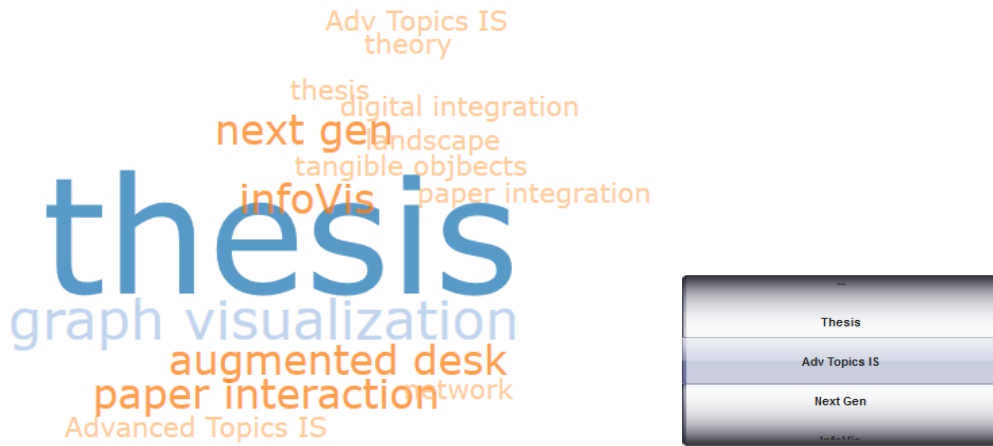 Adv Topics IS
theory
thesis
digital integration
next gen
landscape
tangible objbects
infoVis
paper integration
thesis
graph visualization
augmented desk
paper interaction
network
Advanced Topics IS
--
Thesis
Adv Topics IS
Next Gen
InfoVis